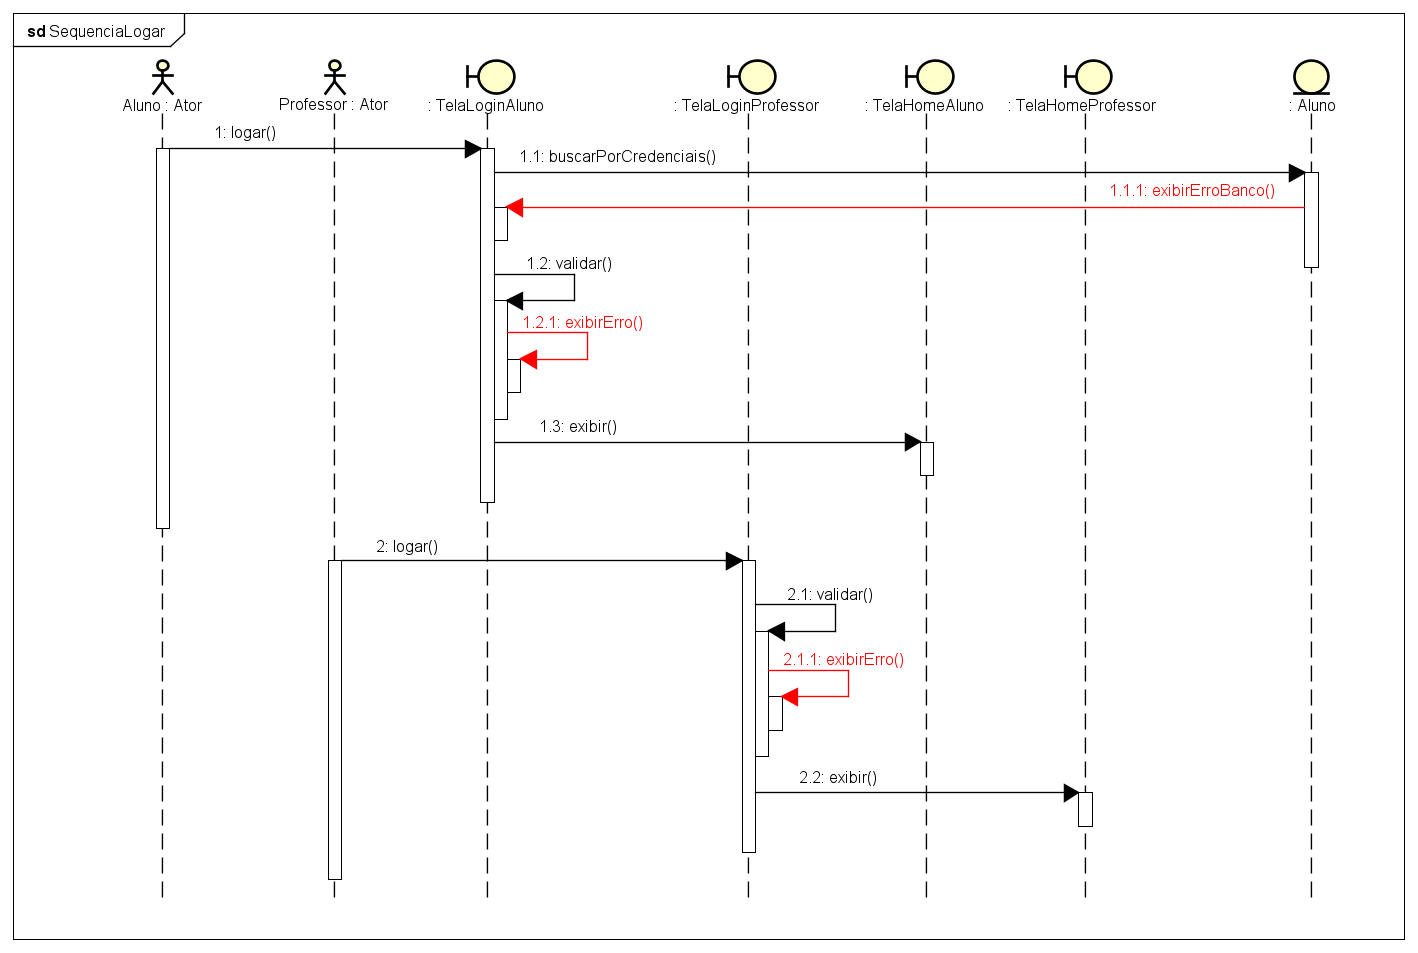 sd SequenciaLogar
Aluno : Ator
Professor : Ator
: TelaLoginAluno
: TelaLoginProfessor
: TelaHomeAluno
: TelaHomeProfessor
: Aluno
1: logar()
1.1: buscarPorCredenciais()
1.1.1: exibirErroBanco()
1.2: validar()
1.2.1: exibirErro()
1.3: exibir()
2: logar()
2.1: validar()
2.1.1: exibirErro()
2.2: exibir()